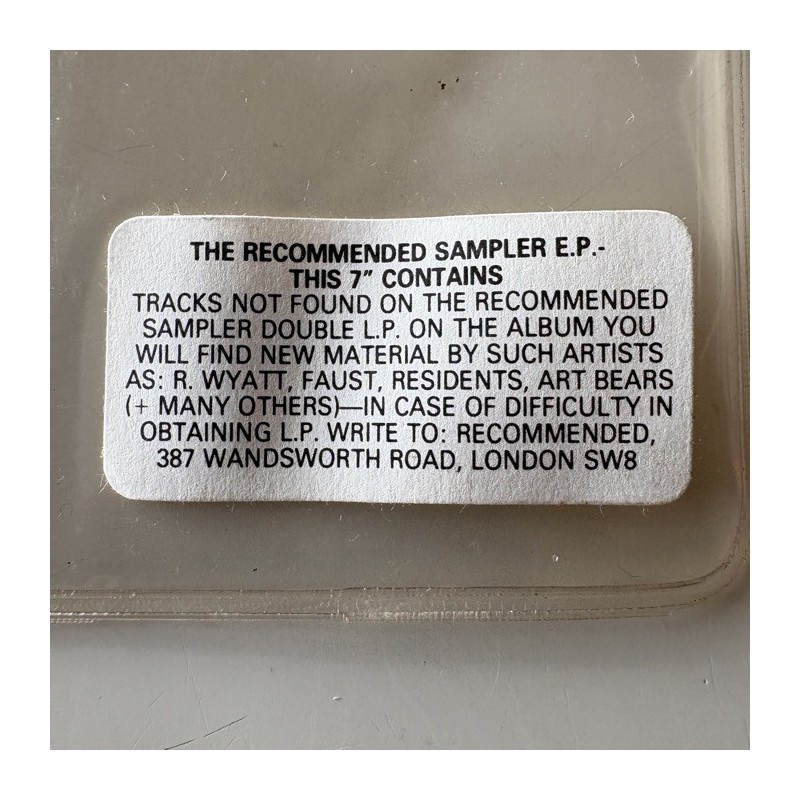 THE RECOMMENDED SAMPLER E.P.-
THIS 7" CONTAINS
TRACKS NOT FOUND ON THE RECOMMENDED
SAMPLER DOUBLE L.P. ON THE ALBUM YOU
WILL FIND NEW MATERIAL BY SUCH ARTISTS
AS: R. WYATT, FAUST, RESIDENTS, ART BEARS
(+ MANY OTHERS)—IN CASE OF DIFFICULTY IN
OBTAINING L.P. WRITE TO: RECOMMENDED,
387 WANDSWORTH ROAD, LONDON SW8